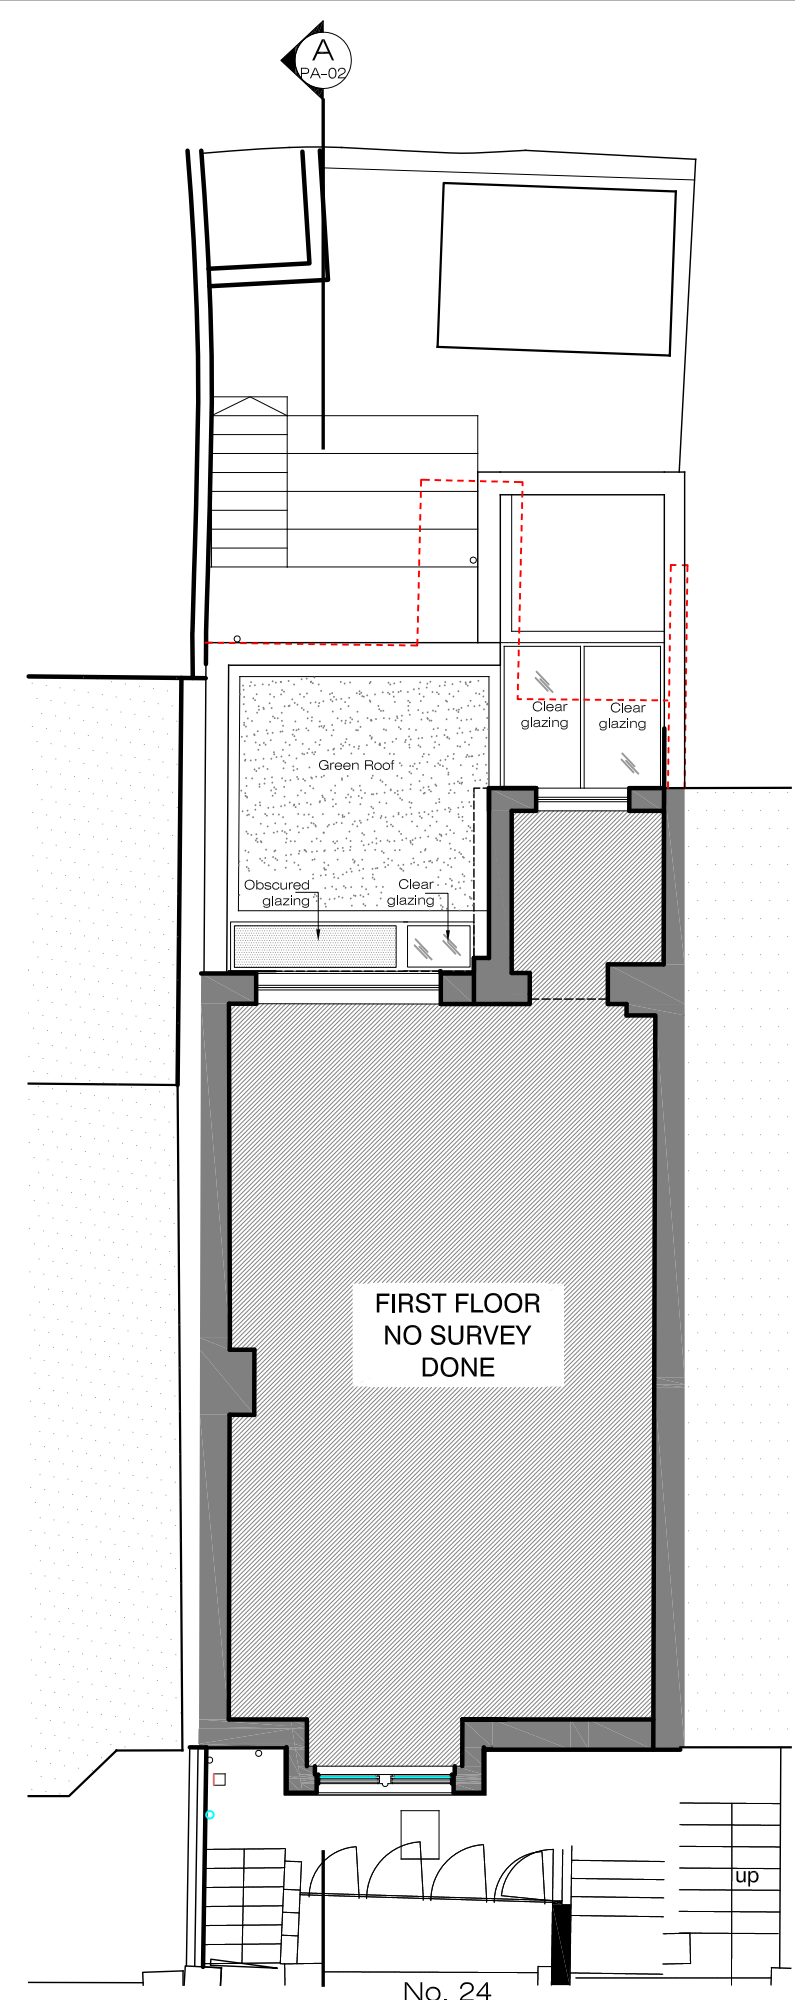 A
PA-02
Clear
glazing
Clear
glazing
Green Roof
Obscured
glazing
Clear
glazing
FIRST FLOOR
NO SURVEY
DONE
up
No. 24